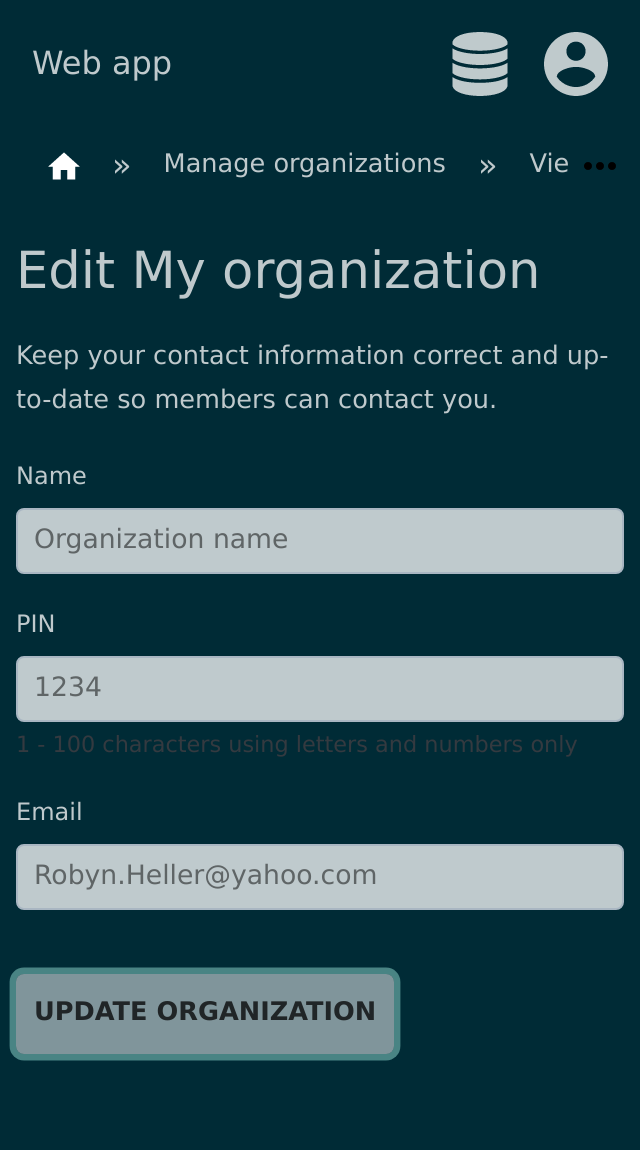 Web app
» Manage organizations » Vie
Edit My organization
Keep your contact information correct and up-
to-date so members can contact you.
Name
Organization name
PIN
1234
1 - 100 characters using letters and numbers only
Email
Robyn.Heller@yahoo.com
UPDATE ORGANIZATION